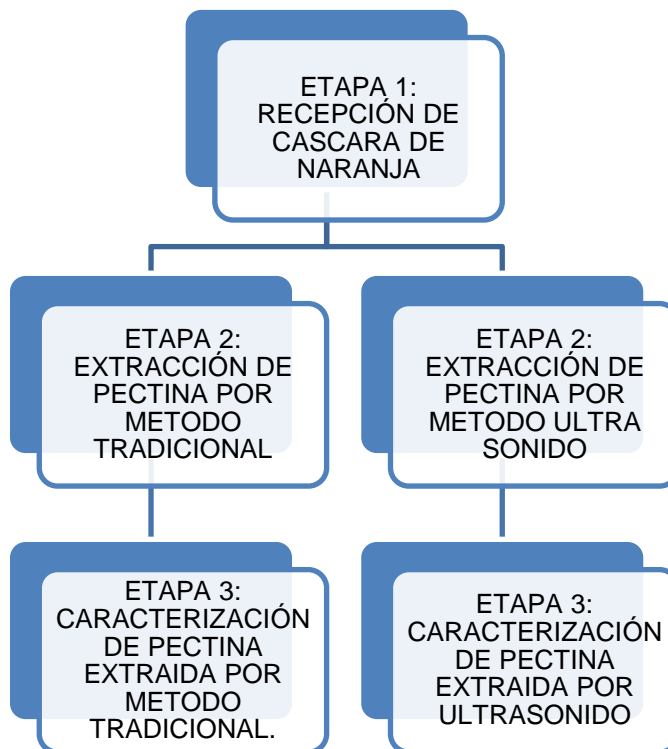 ETAPA 1:
RECEPCIÓN DE
CASCARA DE
NARANJA
ETAPA 2:
EXTRACCIÓN DE
PECTINA POR
METODO
TRADICIONAL
ETAPA 2:
EXTRACCIÓN DE
PECTINA POR
METODO ULTRA
SONIDO
ETAPA 3:
CARACTERIZACIÓN
DE PECTINA
EXTRAIDA POR
METODO
TRADICIONAL.
ETAPA 3:
CARACTERIZACIÓN
DE PECTINA
EXTRAIDA POR
ULTRASONIDO